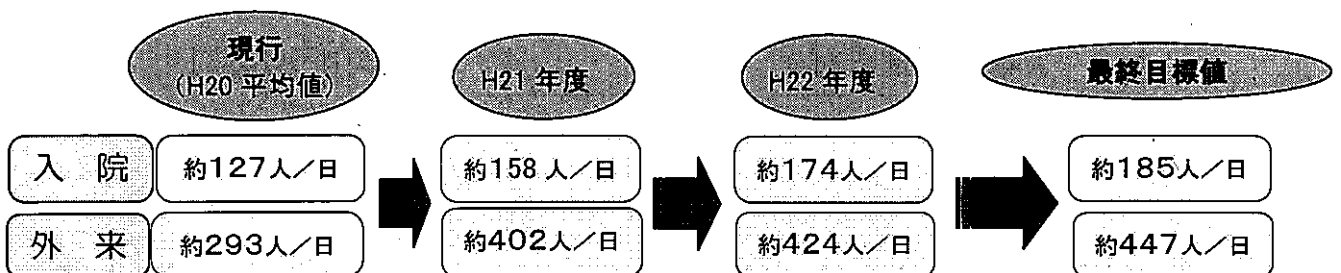 現行
(H20 平均値)
H21 年度
H22 年度
最終目標値
入 院
約127人／日
約158 人／日
約174人／日
約185人／日
外 来
約293人／日
約402人／日
約424人／日
約447人／日